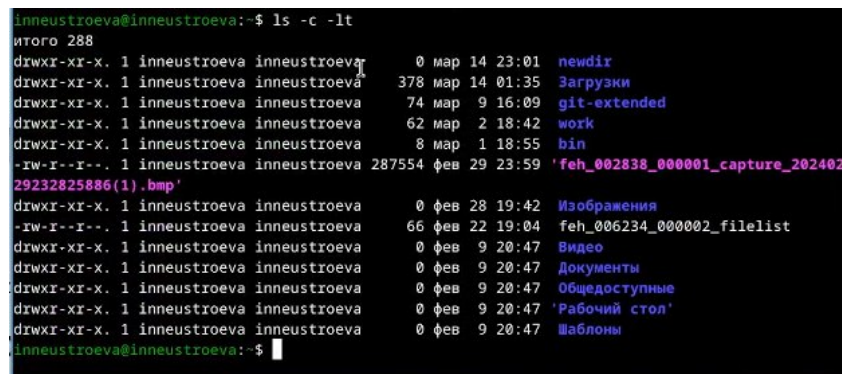 inneustroeva@inneustroeva:~$ ls -c -lt
итого 288
drwxr-xr-x. 1 inneustroeva inneustroeva 0 мар 14 23:01 newdir
drwxr-xr-x. 1 inneustroeva inneustroeva 378 мар 14 01:35 Загрузки
drwxr-xr-x. 1 inneustroeva inneustroeva 74 мар 9 16:09 git-extended
drwxr-xr-x. 1 inneustroeva inneustroeva 62 мар 2 18:42 work
drwxr-xr-x. 1 inneustroeva inneustroeva 8 мар 1 18:55 bin
-rw-r--r--. 1 inneustroeva inneustroeva 287554 фев 29 23:59 'feh_002838_000001_capture_202402
29232825886(1).bmp'
drwxr-xr-x. 1 inneustroeva inneustroeva 0 фев 28 19:42 Изображения
-rw-r--r--. 1 inneustroeva inneustroeva 66 фев 22 19:04 feh_006234_000002_filelist
drwxr-xr-x. 1 inneustroeva inneustroeva 0 фев 9 20:47 Видео
drwxr-xr-x. 1 inneustroeva inneustroeva 0 фев 9 20:47 Документы
drwxr-xr-x. 1 inneustroeva inneustroeva 0 фев 9 20:47 Общедоступные
drwxr-xr-x. 1 inneustroeva inneustroeva 0 фев 9 20:47 'Рабочий стол'
drwxr-xr-x. 1 inneustroeva inneustroeva 0 фев 9 20:47 Шаблоны
inneustroeva@inneustroeva:~$